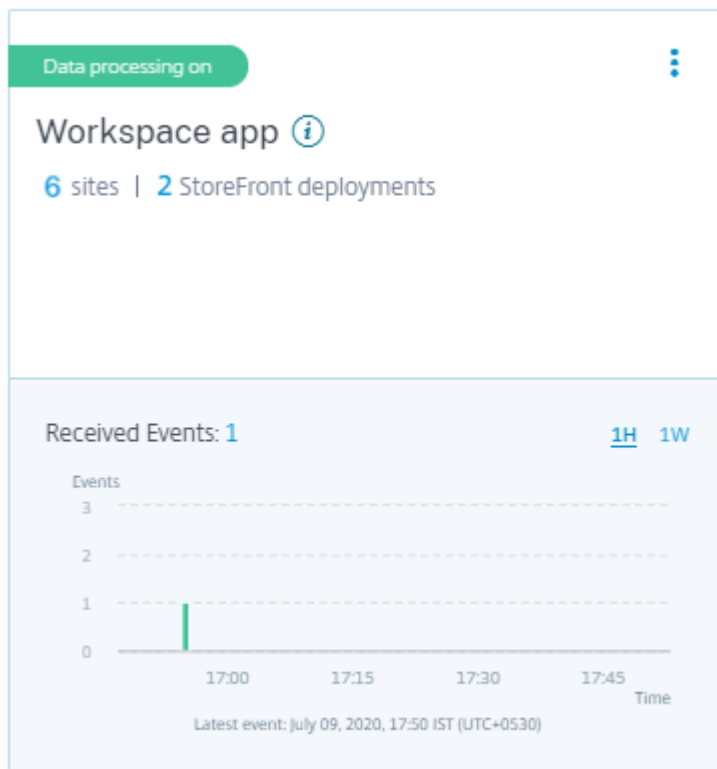 Data processing on
Workspace app i
6 sites | 2 StoreFront deployments
Received Events: 1
1H 1W
Events
3
2
1
0
17:00 17:15 17:30 17:45
Time
Latest event: July 09, 2020, 17:50 IST (UTC+0530)